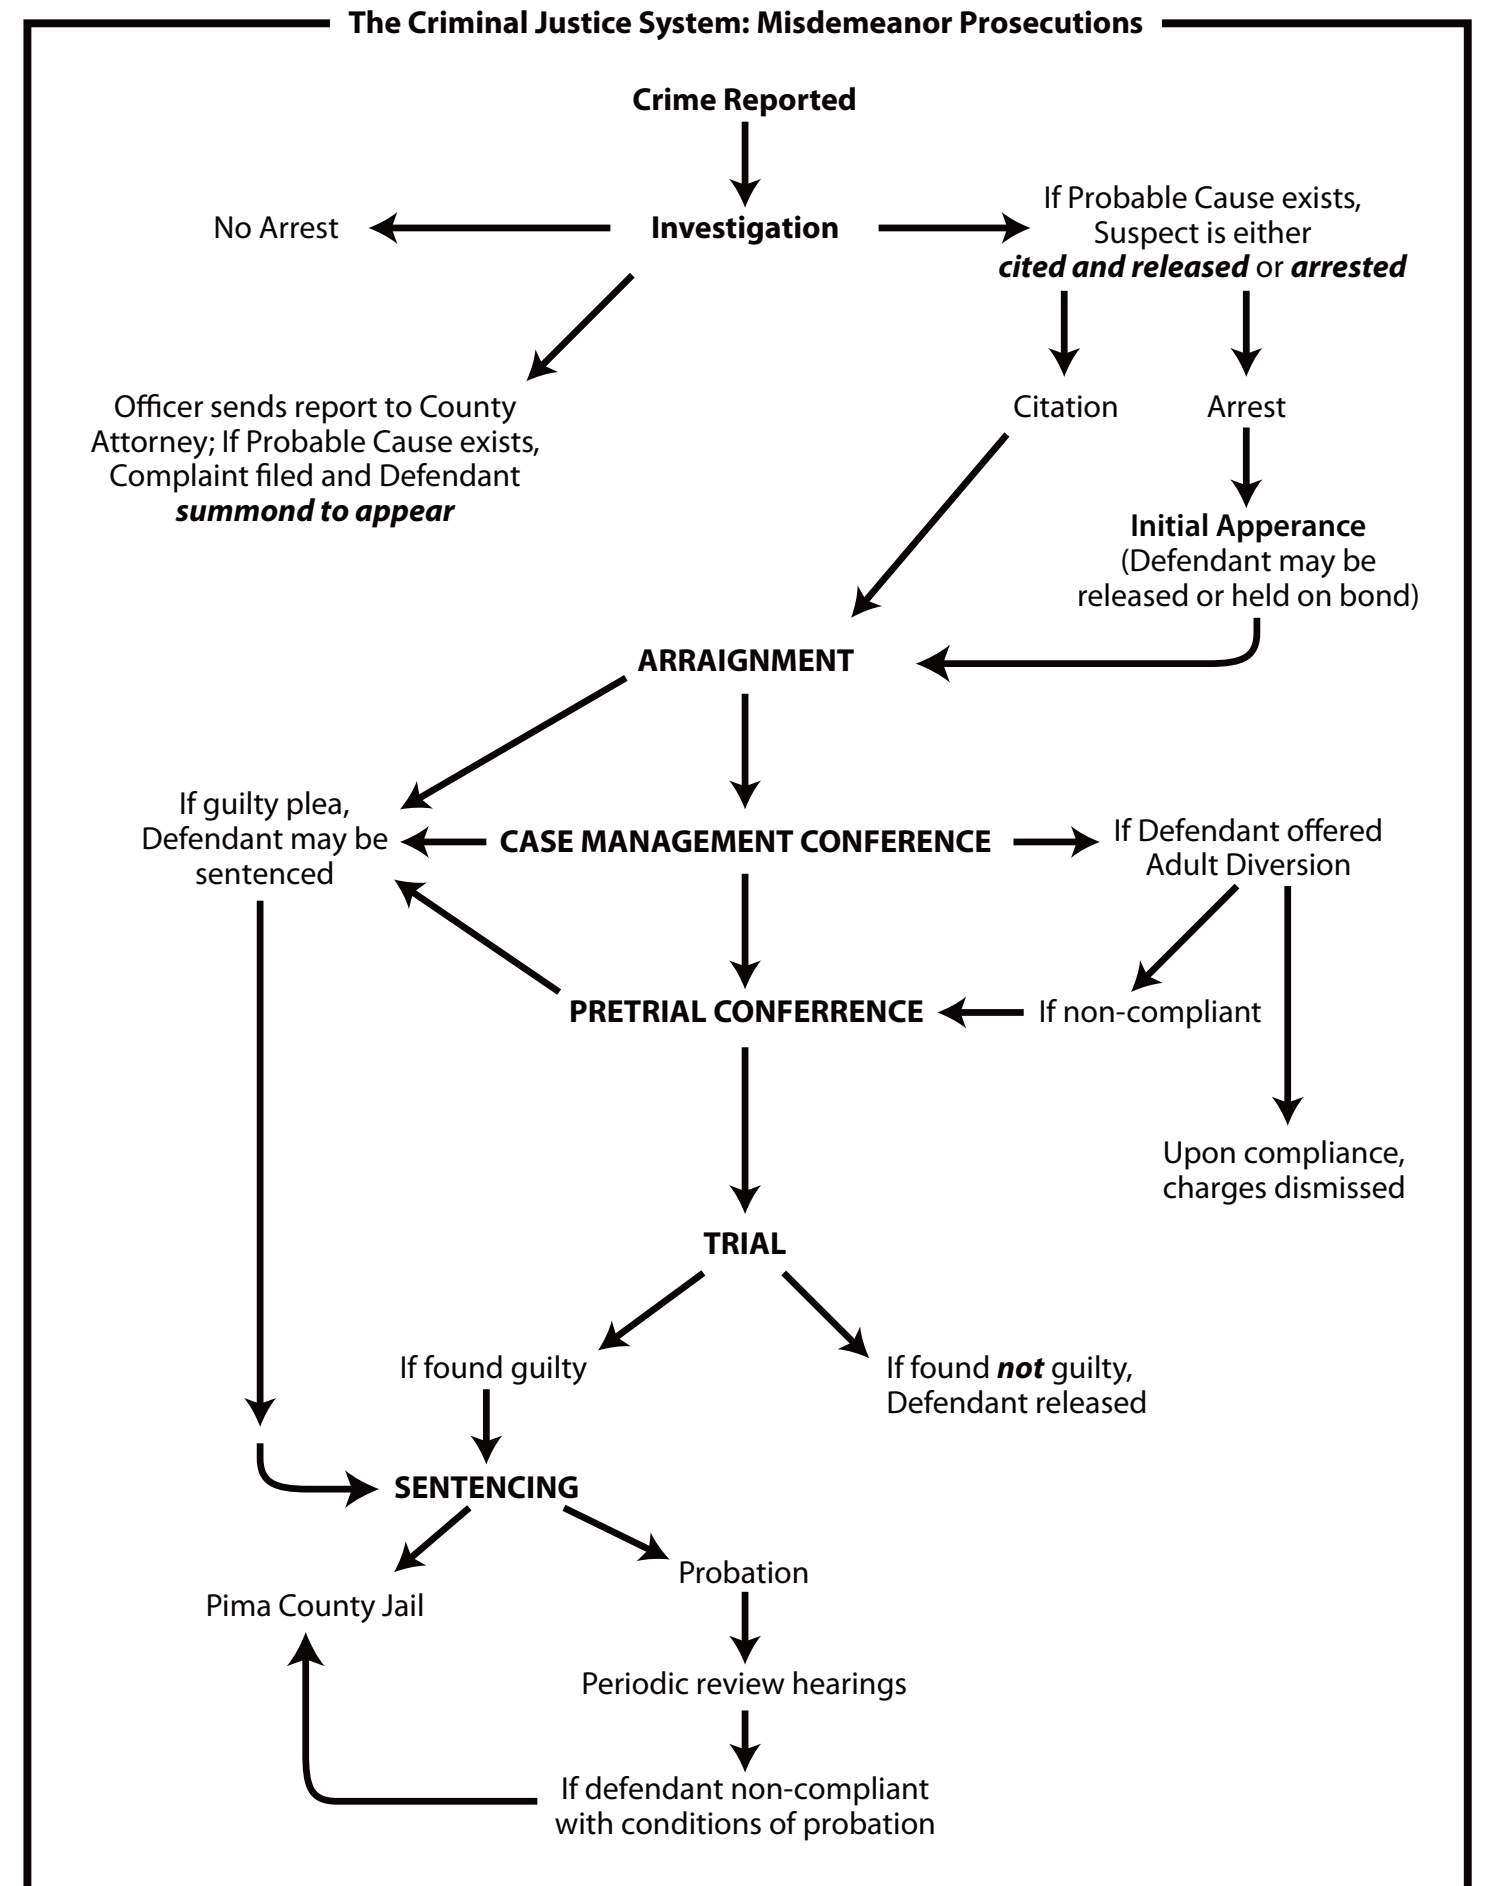 The Criminal Justice System: Misdemeanor Prosecutions
Crime Reported
No Arrest
Investigation
If Probable Cause exists,
Suspect is either
cited and released or arrested
Officer sends report to County
Attorney; If Probable Cause exists,
Complaint filed and Defendant
summond to appear
Citation
Arrest
Initial Apperance
(Defendant may be
released or held on bond)
ARRAIGNMENT
If guilty plea,
Defendant may be
sentenced
CASE MANAGEMENT CONFERENCE
If Defendant offered
Adult Diversion
PRETRIAL CONFERRENCE
If non-compliant
Upon compliance,
charges dismissed
TRIAL
If found guilty
If found not guilty,
Defendant released
SENTENCING
Pima County Jail
Probation
Periodic review hearings
If defendant non-compliant
with conditions of probation